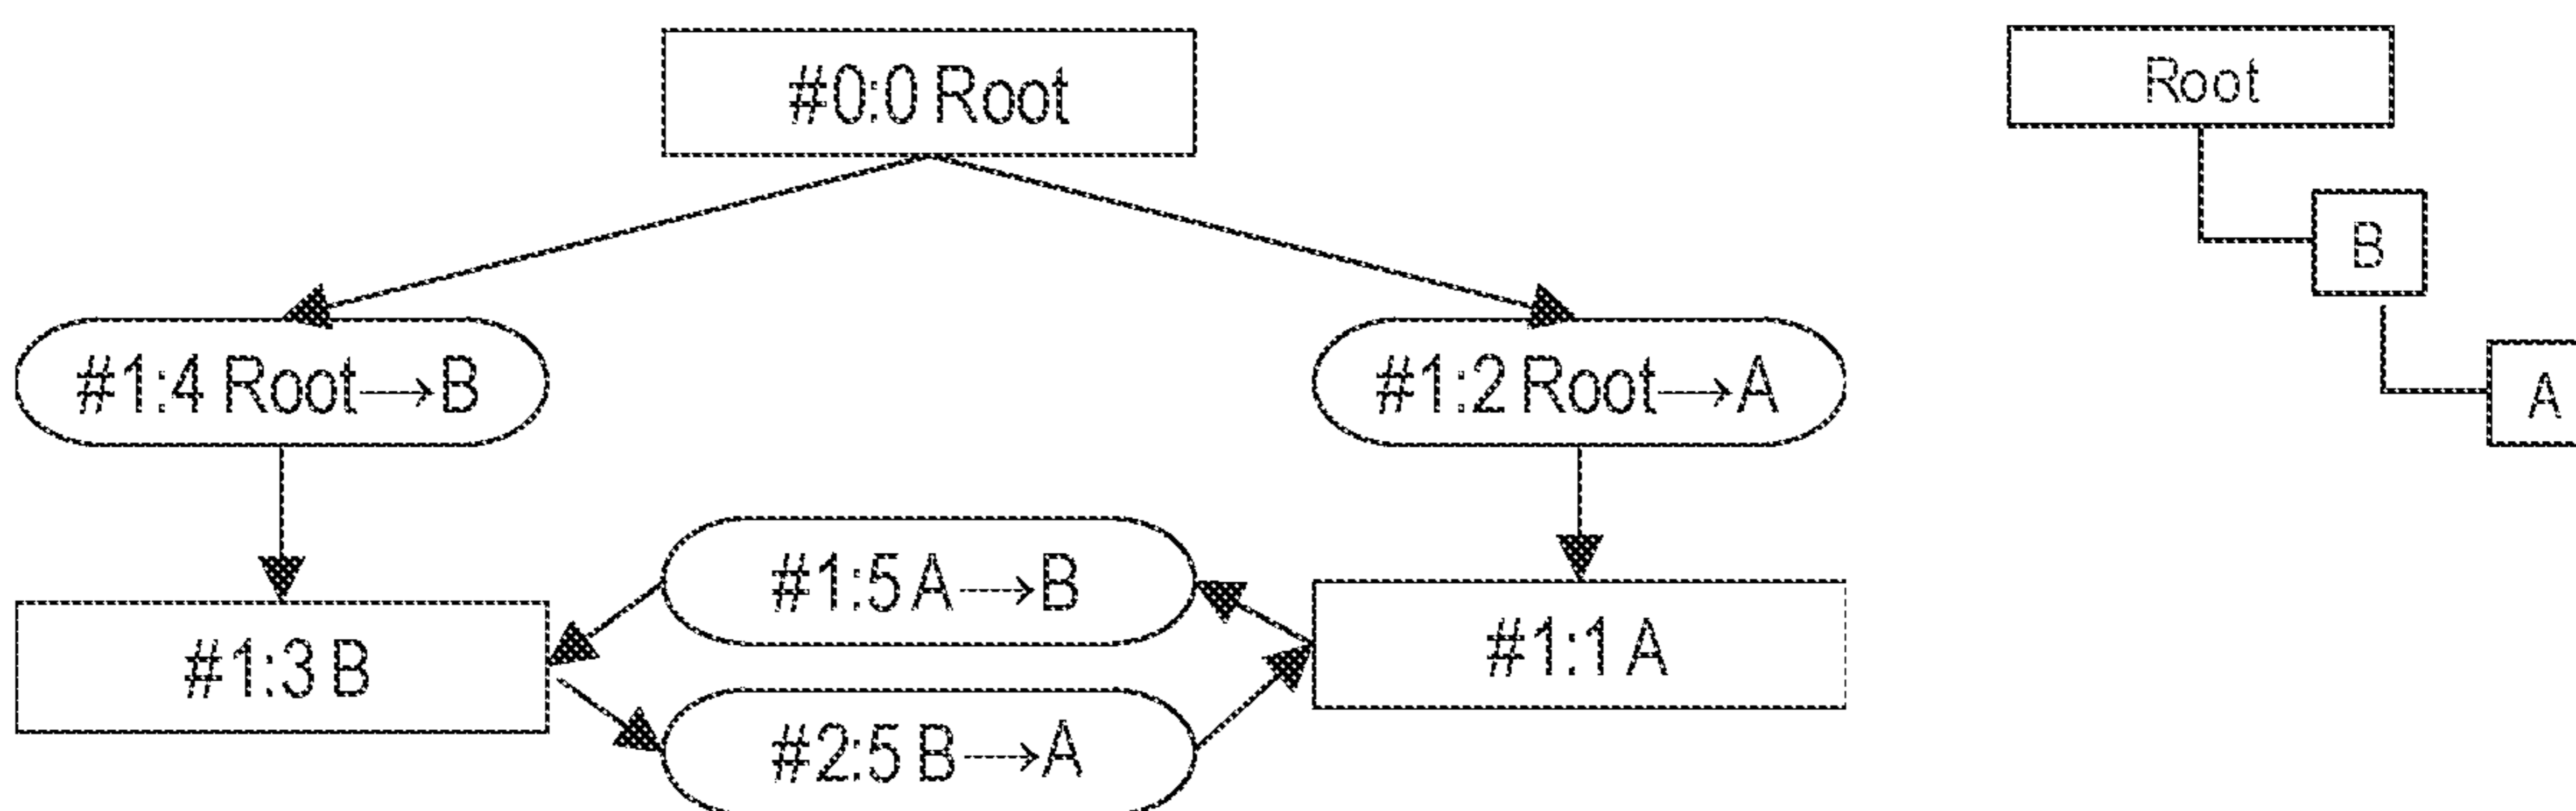 #0:0 Root
#1:4 Root→B
#1:2 Root→A
#1:5 A→B
#1:3 B
#1:1 A
#2:5 B→A
Root
B
A